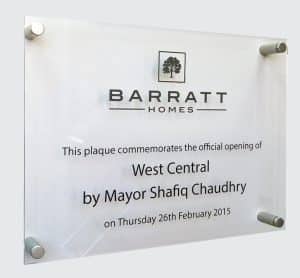 BARRATT
HOMES
This plaque commemorates the official opening of
West Central
by Mayor Shafiq Chaudhry
on Thursday 26th February 2015